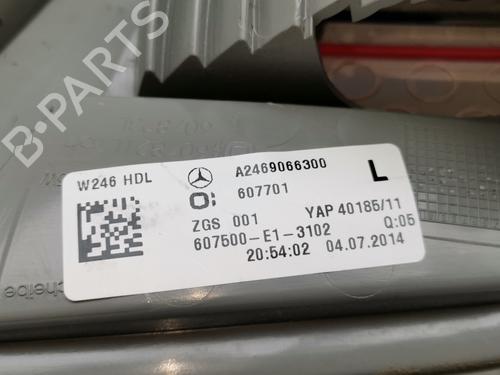 B-PARTS
W246 HDL
A2469066300
L
607701
ZGS 001
YAP 40185/11
607500-E1-3102
Q:05
20:54:02 04.07.2014